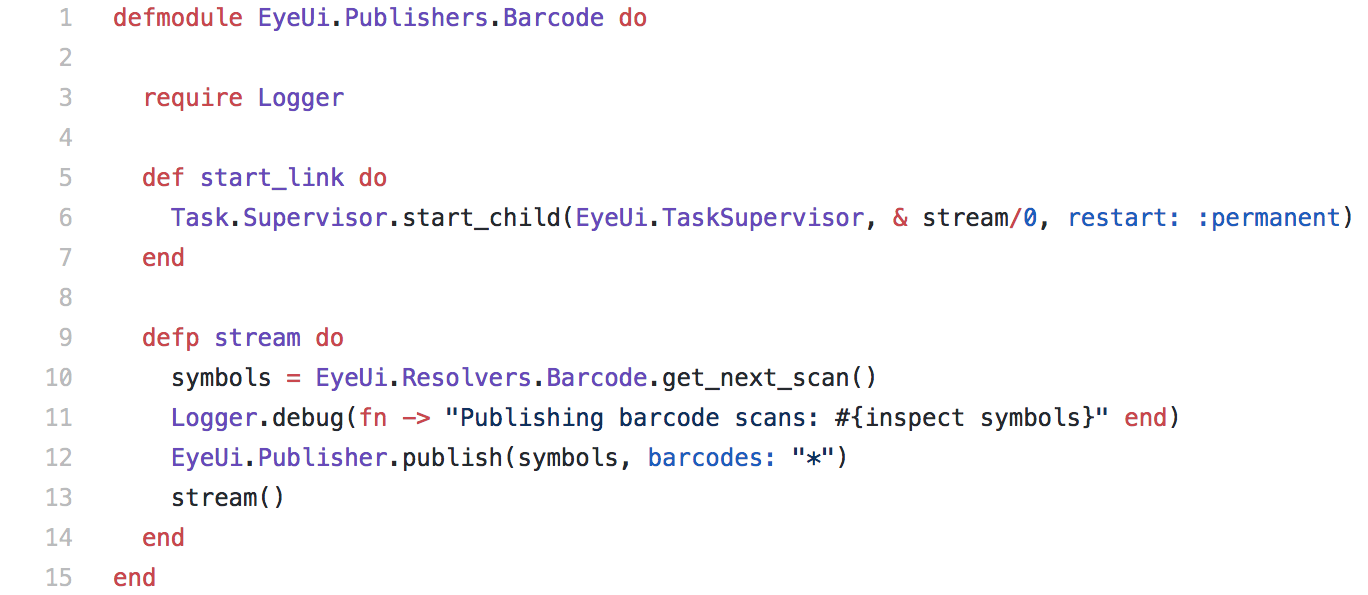 1 defmodule EyeUi.Publishers.Barcode do
2
3 require Logger
4
5 def start_link do
6 Task.Supervisor.start_child(EyeUi.TaskSupervisor, & stream/0, restart: :permanent)
7 end
8
9 defp stream do
10 symbols = EyeUi.Resolvers.Barcode.get_next_scan()
11 Logger.debug(fn -> "Publishing barcode scans: #{inspect symbols}" end)
12 EyeUi.Publisher.publish(symbols, barcodes: "*")
13 stream()
14 end
15 end